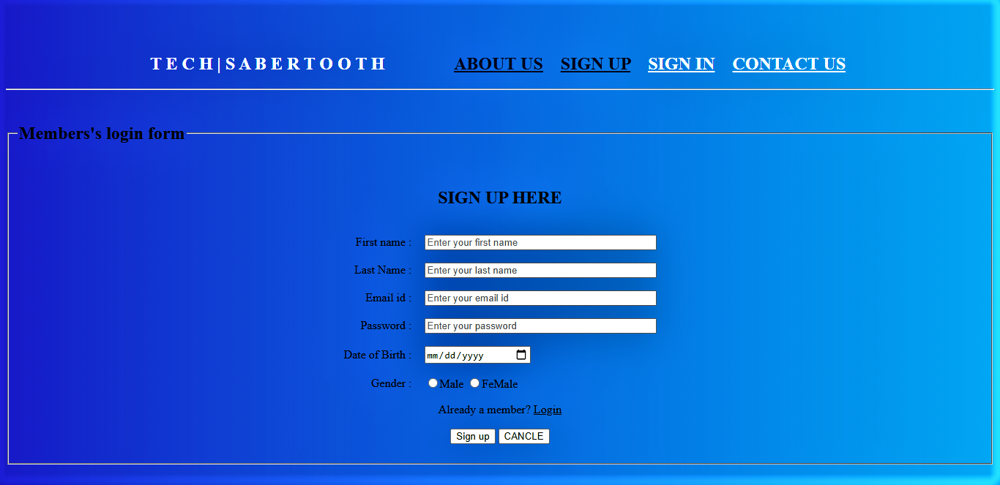 TECH|SABERTOOTH ABOUT US SIGN UP SIGN IN CONTACT US
Members's login form
SIGN UP HERE
First name : Enter your first name
Last Name : Enter your last name
Email id : Enter your email id
Password : Enter your password
Date of Birth : mm/dd/yyyy
Gender : Male FeMale
Already a member? Login
Sign up CANCLE